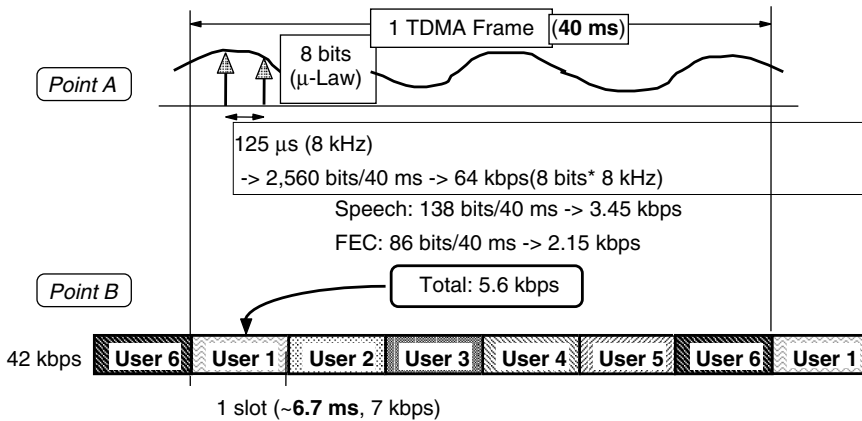 1 TDMA Frame (40 ms)
8 bits
(μ-Law)
Point A
125 μs (8 kHz)
-> 2,560 bits/40 ms -> 64 kbps(8 bits* 8 kHz)
Speech: 138 bits/40 ms -> 3.45 kbps
FEC: 86 bits/40 ms -> 2.15 kbps
Point B
Total: 5.6 kbps
42 kbps User 6 User 1 User 2 User 3 User 4 User 5 User 6 User 1
1 slot (~6.7 ms, 7 kbps)